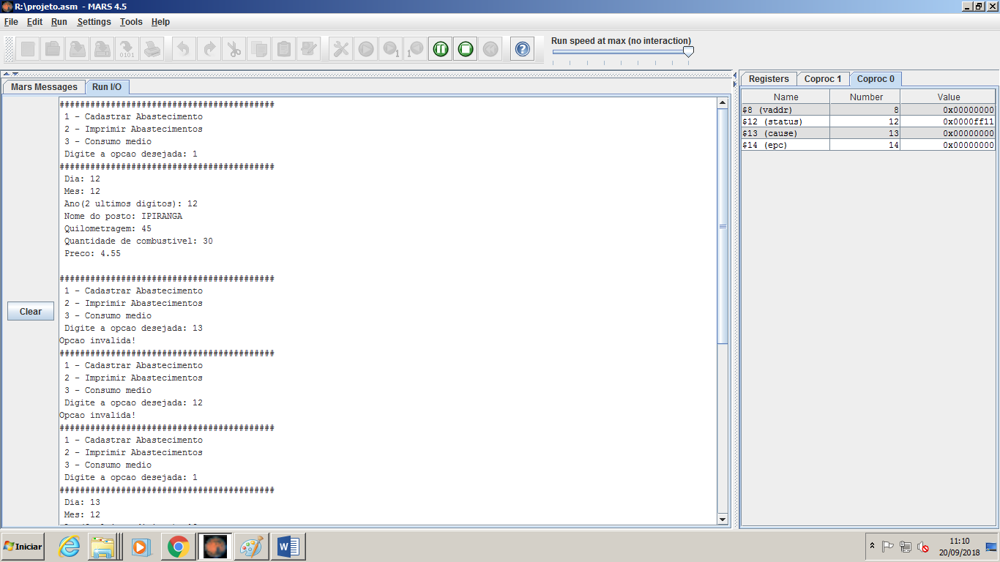 R:\projeto.asm - MARS 4.5
File Edit Run Settings Tools Help
Run speed at max (no interaction)
Mars Messages Run I/O
Clear
##########################################
1 - Cadastrar Abastecimento
2 - Imprimir Abastecimentos
3 - Consumo medio
Digite a opcao desejada: 1
##########################################
Dia: 12
Mes: 12
Ano(2 ultimos digitos): 12
Nome do posto: IPIRANGA
Quilometragem: 45
Quantidade de combustivel: 30
Preco: 4.55
##########################################
1 - Cadastrar Abastecimento
2 - Imprimir Abastecimentos
3 - Consumo medio
Digite a opcao desejada: 13
Opcao invalida!
##########################################
1 - Cadastrar Abastecimento
2 - Imprimir Abastecimentos
3 - Consumo medio
Digite a opcao desejada: 12
Opcao invalida!
##########################################
1 - Cadastrar Abastecimento
2 - Imprimir Abastecimentos
3 - Consumo medio
Digite a opcao desejada: 1
##########################################
Dia: 13
Mes: 12
Registers Coproc 1 Coproc 0
Name Number Value
$8 (vaddr) 8 0x00000000
$12 (status) 12 0x0000ff11
$13 (cause) 13 0x00000000
$14 (epc) 14 0x00000000
Iniciar
11:10
20/09/2018